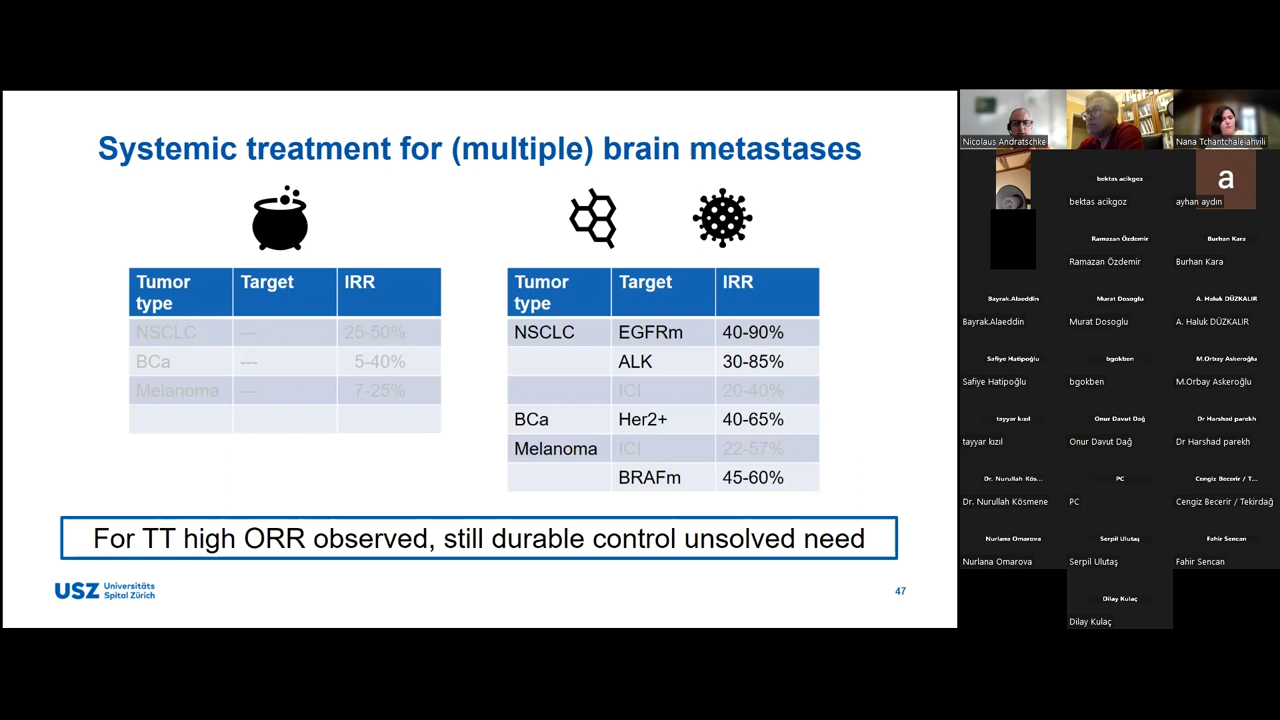 Systemic treatment for (multiple) brain metastases
Tumor type Target IRR
NSCLC --- 25-50%
BCa --- 5-40%
Melanoma --- 7-25%
Tumor type Target IRR
NSCLC EGFRm 40-90%
ALK 30-85%
ICI 20-40%
BCa Her2+ 40-65%
Melanoma ICI 22-57%
BRAFm 45-60%
For TT high ORR observed, still durable control unsolved need
USZ Universitäts Spital Zürich
47
Nicolaus Andratschke
Nana Tchantchaleiahvili
bektas acikgoz
bektas acikgoz
a
ayhan aydın
Ramazan Özdemir
Ramazan Özdemir
Burhan Kara
Burhan Kara
Bayrak.Alaeddin
Bayrak.Alaeddin
Murat Dosoglu
Murat Dosoglu
A. Haluk DÜZKALIR
A. Haluk DÜZKALIR
Safiye Hatipoğlu
Safiye Hatipoğlu
bgokben
bgokben
M.Orbay Askeroğlu
M.Orbay Askeroğlu
tayyar kızıl
tayyar kızıl
Onur Davut Dağ
Onur Davut Dağ
Dr Harshad parekh
Dr Harshad parekh
Dr. Nurullah Kös...
Dr. Nurullah Kösmene
PC
PC
Cengiz Becerir / T...
Cengiz Becerir / Tekirdağ
Nurlana Omarova
Nurlana Omarova
Serpil Ulutaş
Serpil Ulutaş
Fahir Sencan
Fahir Sencan
Dilay Kulaç
Dilay Kulaç